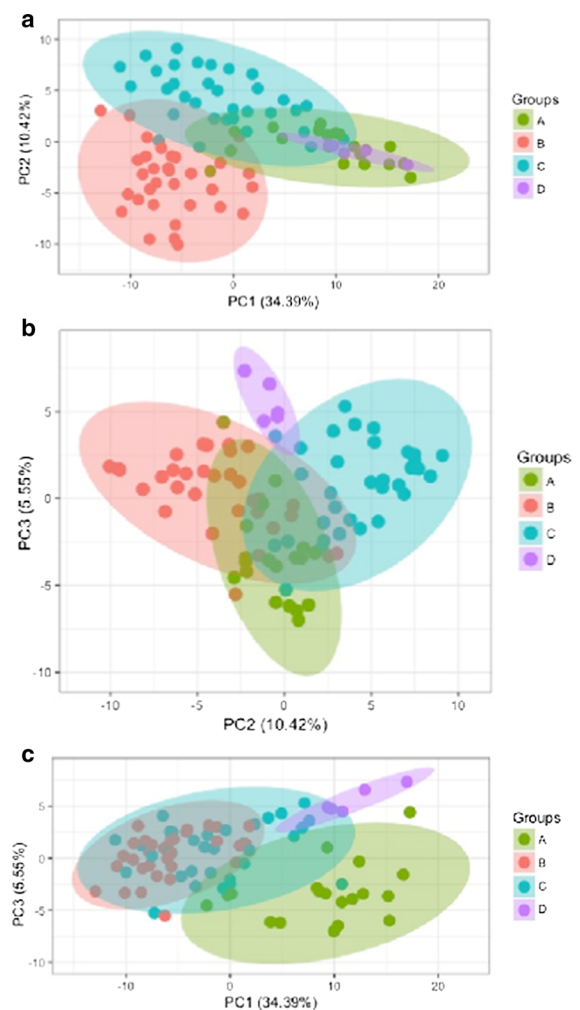 a
10
5
0
-5
-10
PC2 (10.42%)
-10
0
10
20
PC1 (34.39%)
Groups
A
B
C
D
b
5
0
-5
-10
PC3 (5.55%)
-10
-5
0
5
10
PC2 (10.42%)
Groups
A
B
C
D
c
5
0
-5
-10
PC3 (5.55%)
-10
0
10
20
PC1 (34.39%)
Groups
A
B
C
D